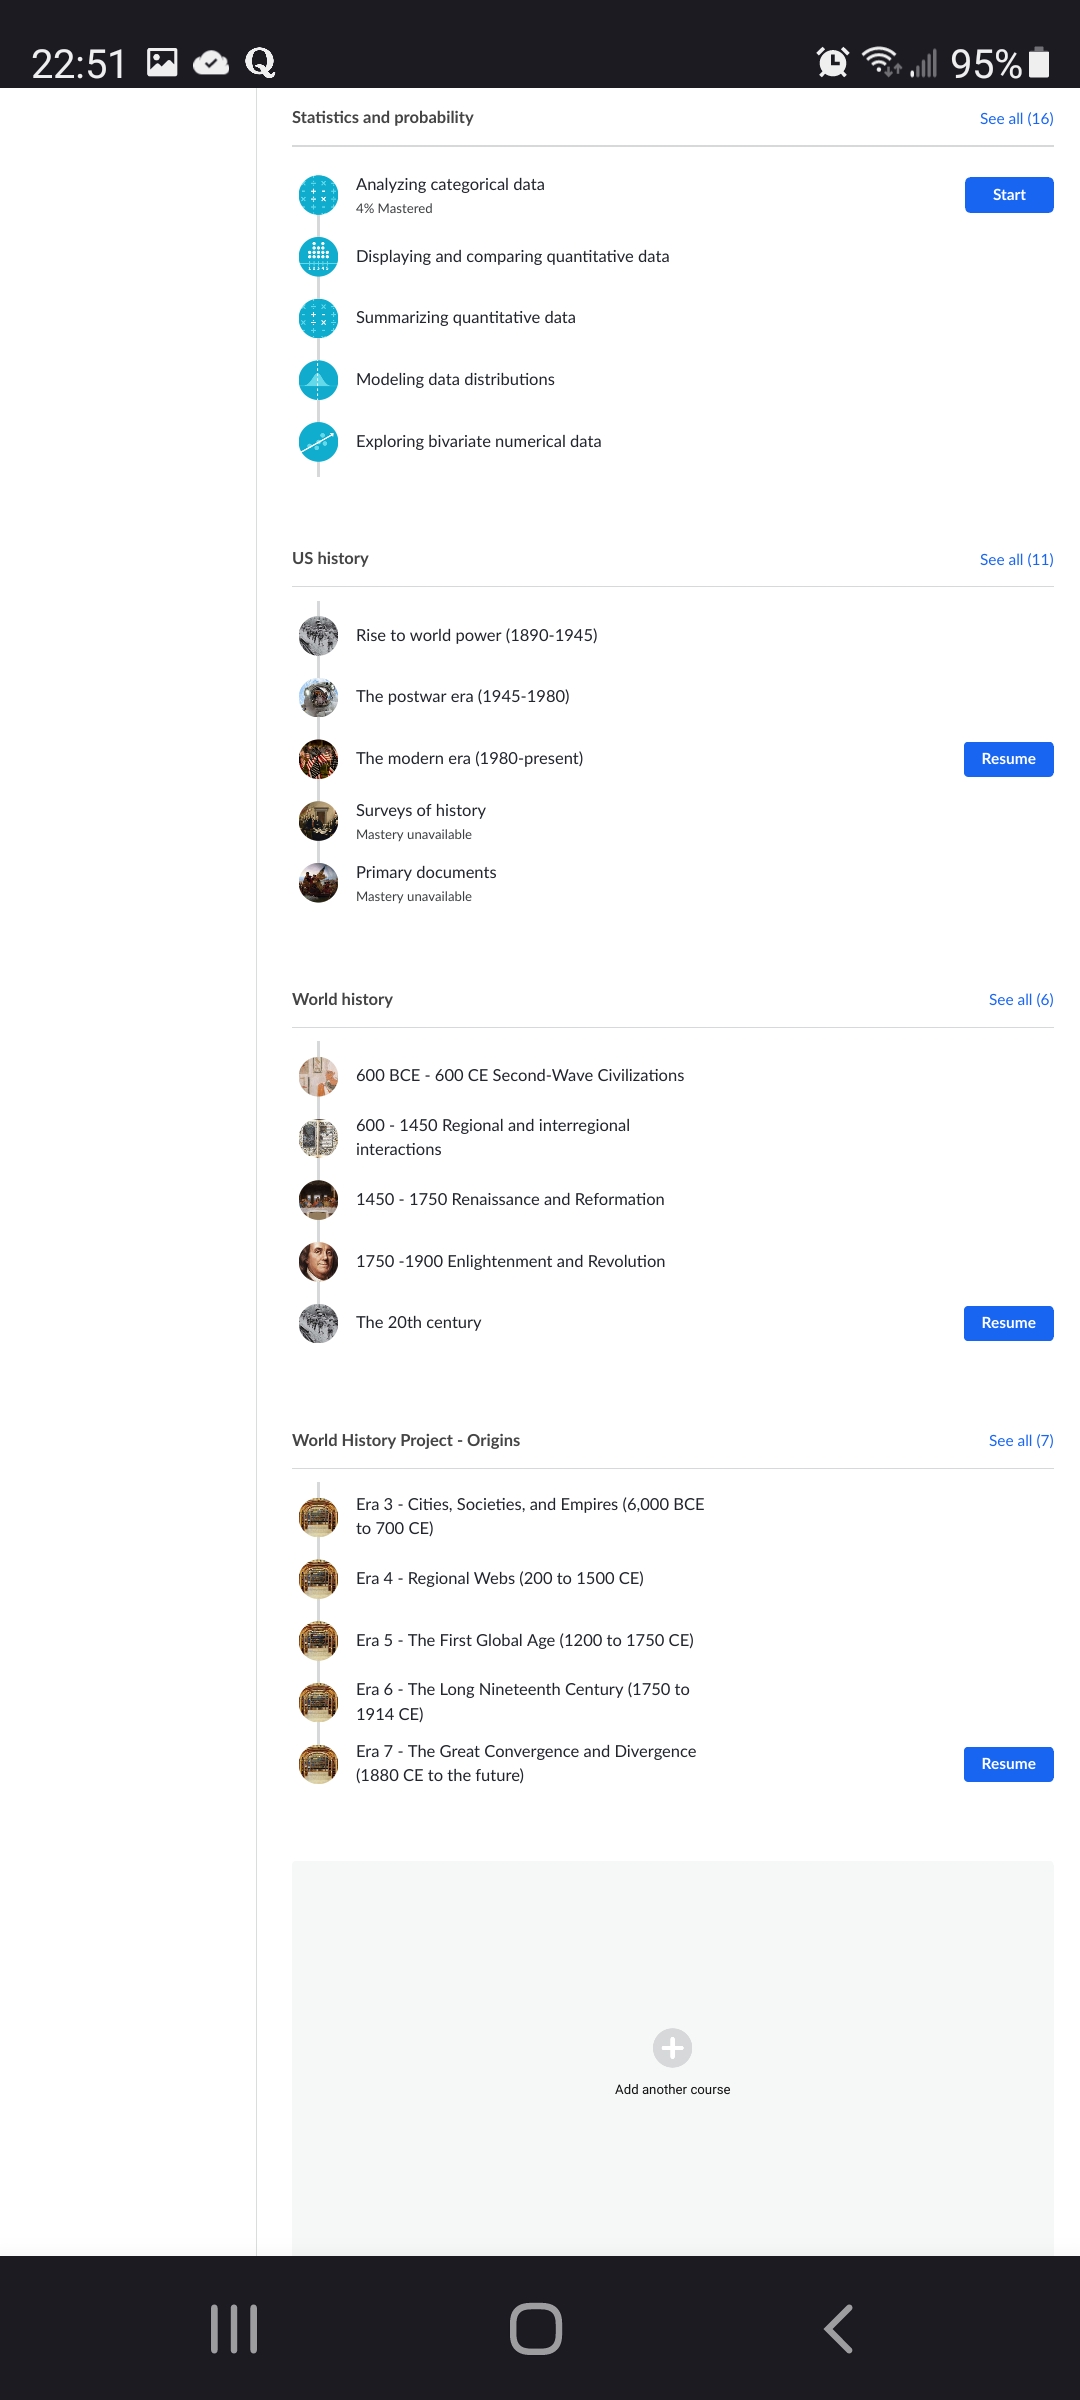 22:51
95%
Statistics and probability
See all (16)
Analyzing categorical data
4% Mastered
Start
Displaying and comparing quantitative data
Summarizing quantitative data
Modeling data distributions
Exploring bivariate numerical data
US history
See all (11)
Rise to world power (1890-1945)
The postwar era (1945-1980)
The modern era (1980-present)
Resume
Surveys of history
Mastery unavailable
Primary documents
Mastery unavailable
World history
See all (6)
600 BCE - 600 CE Second-Wave Civilizations
600 - 1450 Regional and interregional
interactions
1450 - 1750 Renaissance and Reformation
1750 -1900 Enlightenment and Revolution
The 20th century
Resume
World History Project - Origins
See all (7)
Era 3 - Cities, Societies, and Empires (6,000 BCE
to 700 CE)
Era 4 - Regional Webs (200 to 1500 CE)
Era 5 - The First Global Age (1200 to 1750 CE)
Era 6 - The Long Nineteenth Century (1750 to
1914 CE)
Era 7 - The Great Convergence and Divergence
(1880 CE to the future)
Resume
Add another course